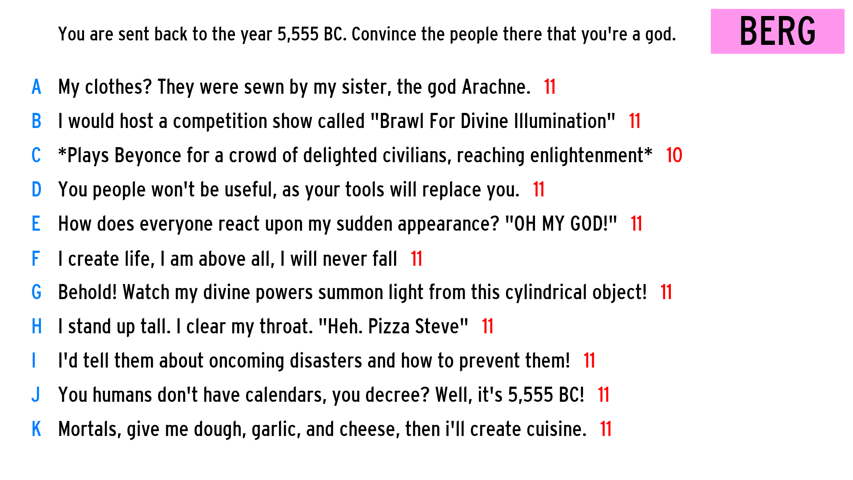 You are sent back to the year 5,555 BC. Convince the people there that you're a god.
BERG
A My clothes? They were sewn by my sister, the god Arachne. 11
B I would host a competition show called "Brawl For Divine Illumination" 11
C *Plays Beyonce for a crowd of delighted civilians, reaching enlightenment* 10
D You people won't be useful, as your tools will replace you. 11
E How does everyone react upon my sudden appearance? "OH MY GOD!" 11
F I create life, I am above all, I will never fall 11
G Behold! Watch my divine powers summon light from this cylindrical object! 11
H I stand up tall. I clear my throat. "Heh. Pizza Steve" 11
I I'd tell them about oncoming disasters and how to prevent them! 11
J You humans don't have calendars, you decree? Well, it's 5,555 BC! 11
K Mortals, give me dough, garlic, and cheese, then i'll create cuisine. 11